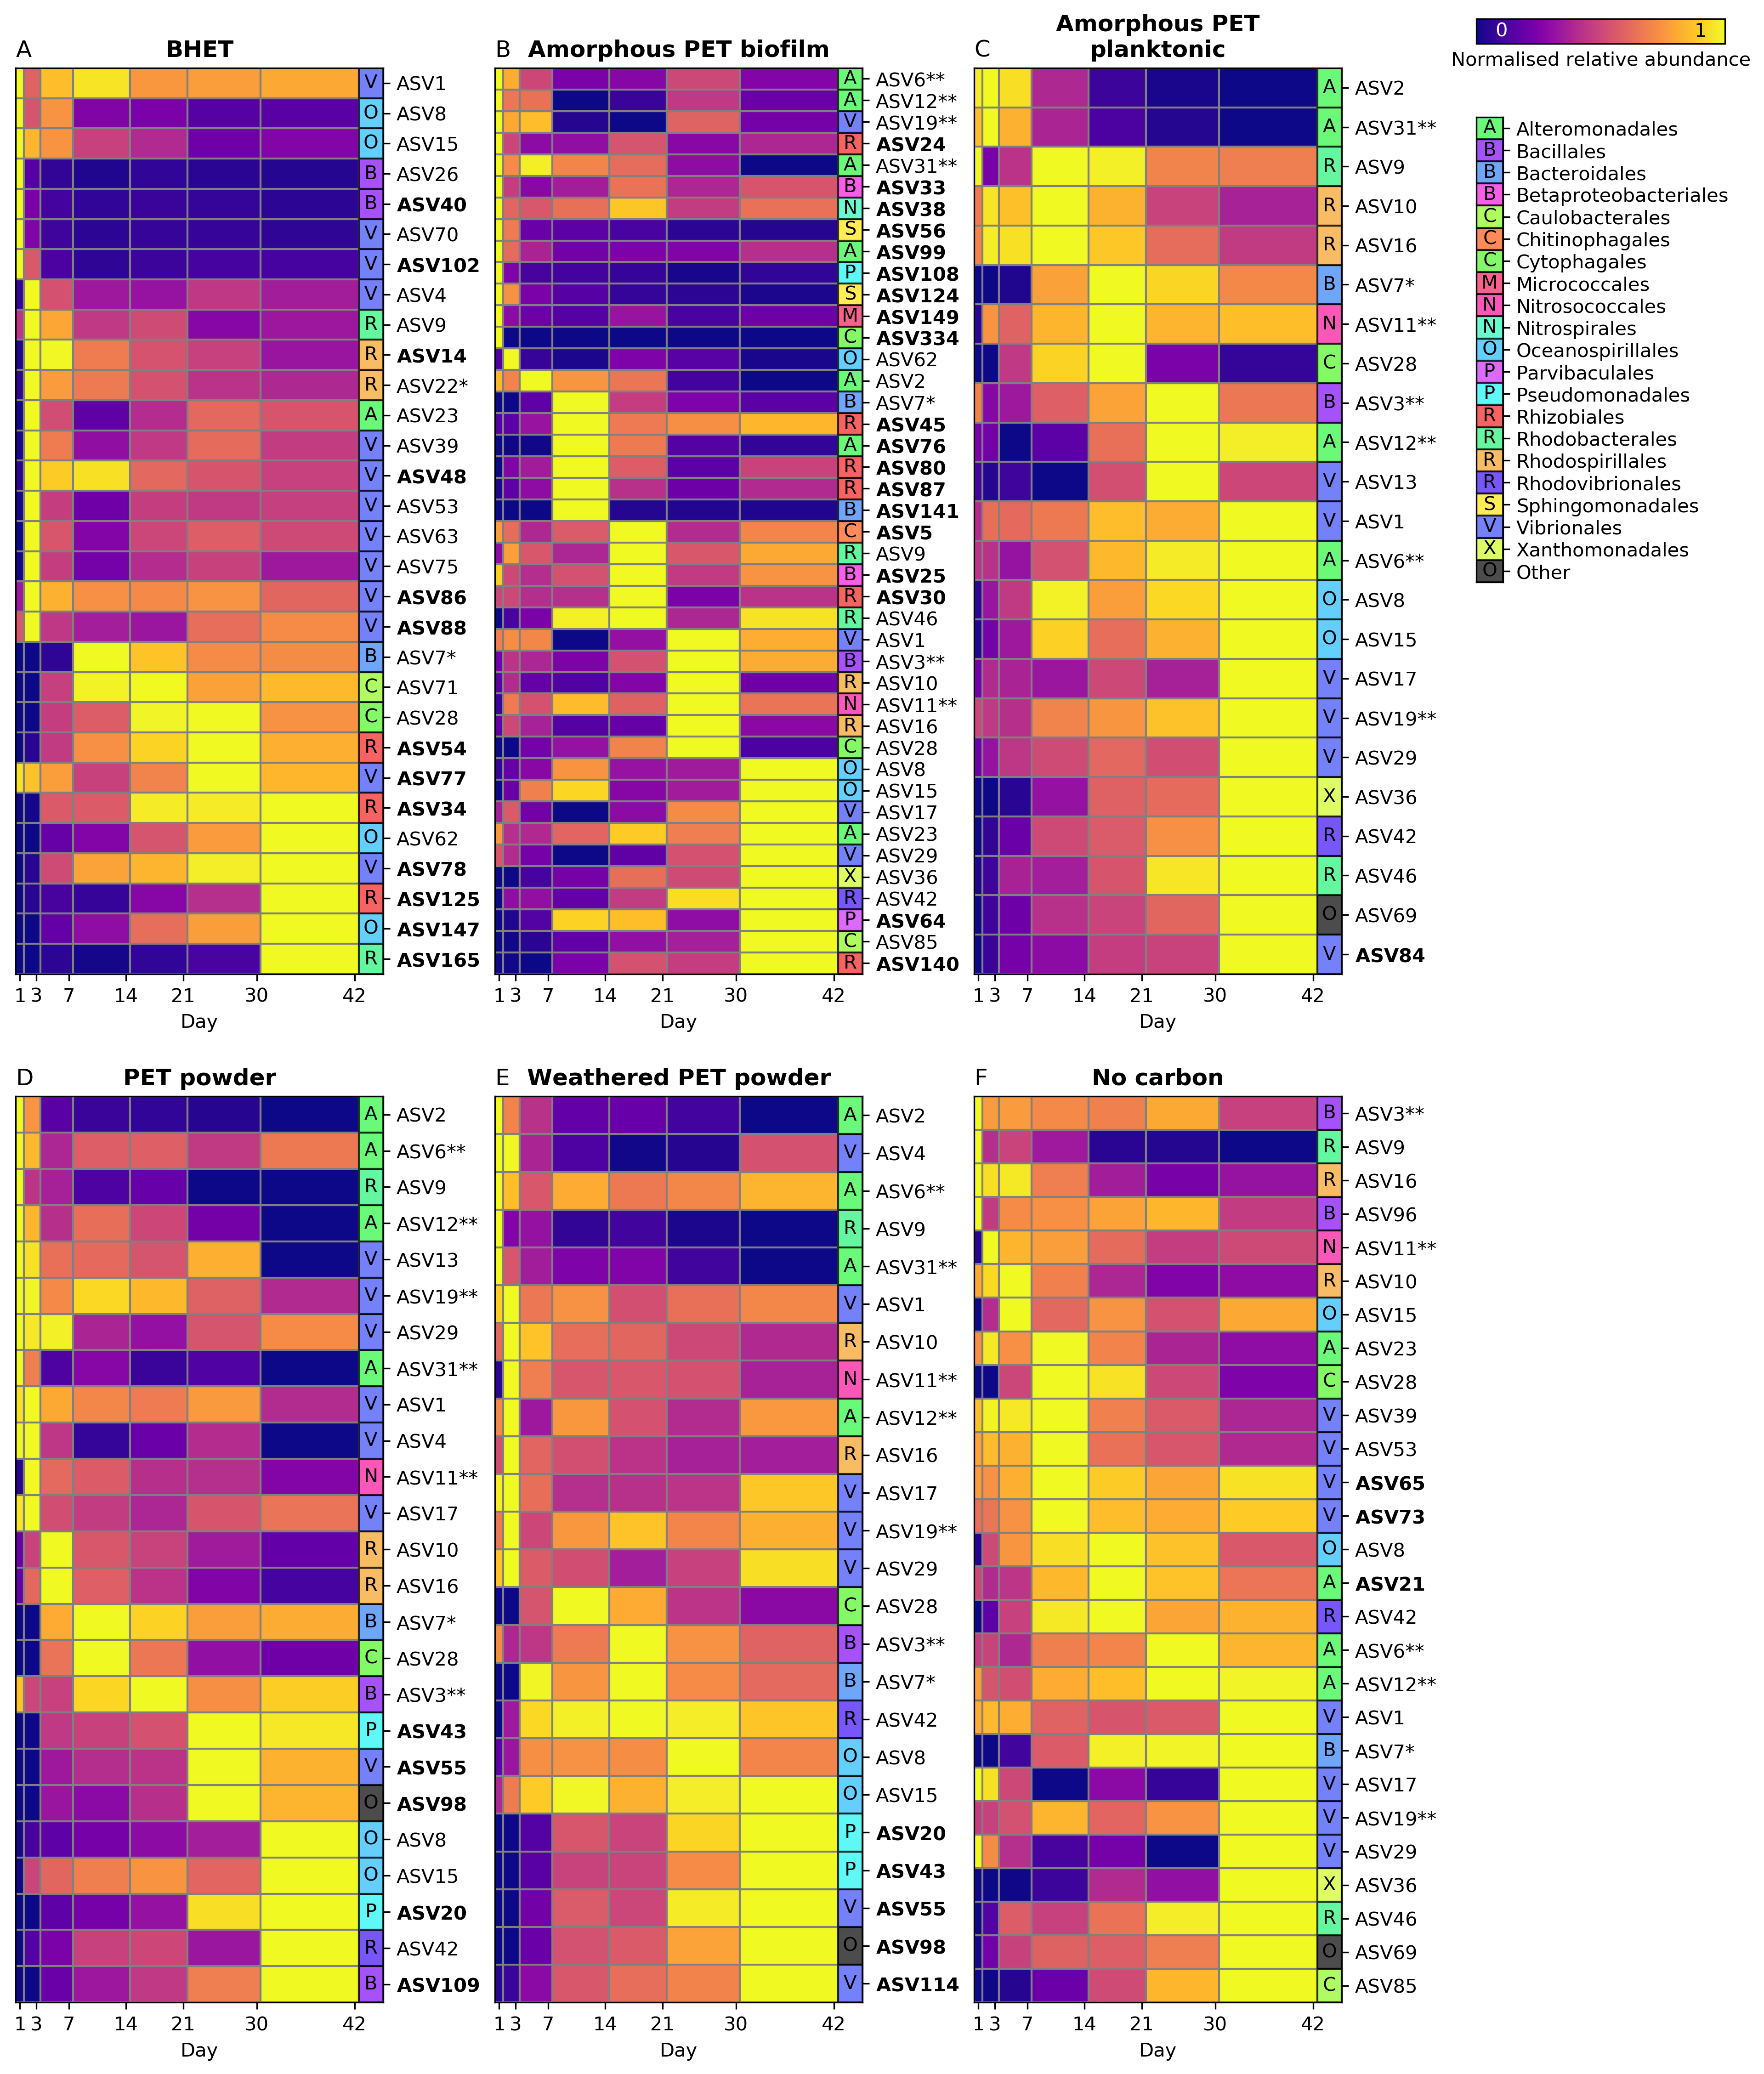 A
BHET
V ASV1
O ASV8
O ASV15
B ASV26
B ASV40
V ASV70
V ASV102
V ASV4
R ASV9
R ASV14
R ASV22*
A ASV23
V ASV39
V ASV48
V ASV53
V ASV63
V ASV75
V ASV86
V ASV88
B ASV7*
C ASV71
C ASV28
R ASV54
V ASV77
R ASV34
O ASV62
V ASV78
R ASV125
O ASV147
R ASV165
1 3 7 14 21 30 42
Day
B
Amorphous PET biofilm
A ASV6**
A ASV12**
V ASV19**
R ASV24
A ASV31**
B ASV33
N ASV38
S ASV56
A ASV99
P ASV108
S ASV124
M ASV149
C ASV334
O ASV62
A ASV2
B ASV7*
R ASV45
A ASV76
R ASV80
R ASV87
B ASV141
C ASV5
R ASV9
B ASV25
R ASV30
R ASV46
V ASV1
B ASV3**
R ASV10
N ASV11**
R ASV16
C ASV28
O ASV8
O ASV15
V ASV17
A ASV23
V ASV29
X ASV36
R ASV42
P ASV64
C ASV85
R ASV140
1 3 7 14 21 30 42
Day
C
Amorphous PET
planktonic
A ASV2
A ASV31**
R ASV9
R ASV10
R ASV16
B ASV7*
N ASV11**
C ASV28
B ASV3**
A ASV12**
V ASV13
V ASV1
A ASV6**
O ASV8
O ASV15
V ASV17
V ASV19**
V ASV29
X ASV36
R ASV42
R ASV46
O ASV69
V ASV84
1 3 7 14 21 30 42
Day
0 1
Normalised relative abundance
A Alteromonadales
B Bacillales
B Bacteroidales
B Betaproteobacteriales
C Caulobacterales
C Chitinophagales
C Cytophagales
M Micrococcales
N Nitrosococcales
N Nitrospirales
O Oceanospirillales
P Parvibaculales
P Pseudomonadales
R Rhizobiales
R Rhodobacterales
R Rhodospirillales
R Rhodovibrionales
S Sphingomonadales
V Vibrionales
X Xanthomonadales
O Other
D
PET powder
A ASV2
A ASV6**
R ASV9
A ASV12**
V ASV13
V ASV19**
V ASV29
A ASV31**
V ASV1
V ASV4
N ASV11**
V ASV17
R ASV10
R ASV16
B ASV7*
C ASV28
B ASV3**
P ASV43
V ASV55
O ASV98
O ASV8
O ASV15
P ASV20
R ASV42
B ASV109
1 3 7 14 21 30 42
Day
E
Weathered PET powder
A ASV2
V ASV4
A ASV6**
R ASV9
A ASV31**
V ASV1
R ASV10
N ASV11**
A ASV12**
R ASV16
V ASV17
V ASV19**
V ASV29
C ASV28
B ASV3**
B ASV7*
R ASV42
O ASV8
O ASV15
P ASV20
P ASV43
V ASV55
O ASV98
V ASV114
1 3 7 14 21 30 42
Day
F
No carbon
B ASV3**
R ASV9
R ASV16
B ASV96
N ASV11**
R ASV10
O ASV15
A ASV23
C ASV28
V ASV39
V ASV53
V ASV65
V ASV73
O ASV8
A ASV21
R ASV42
A ASV6**
A ASV12**
V ASV1
B ASV7*
V ASV17
V ASV19**
V ASV29
X ASV36
R ASV46
O ASV69
C ASV85
1 3 7 14 21 30 42
Day